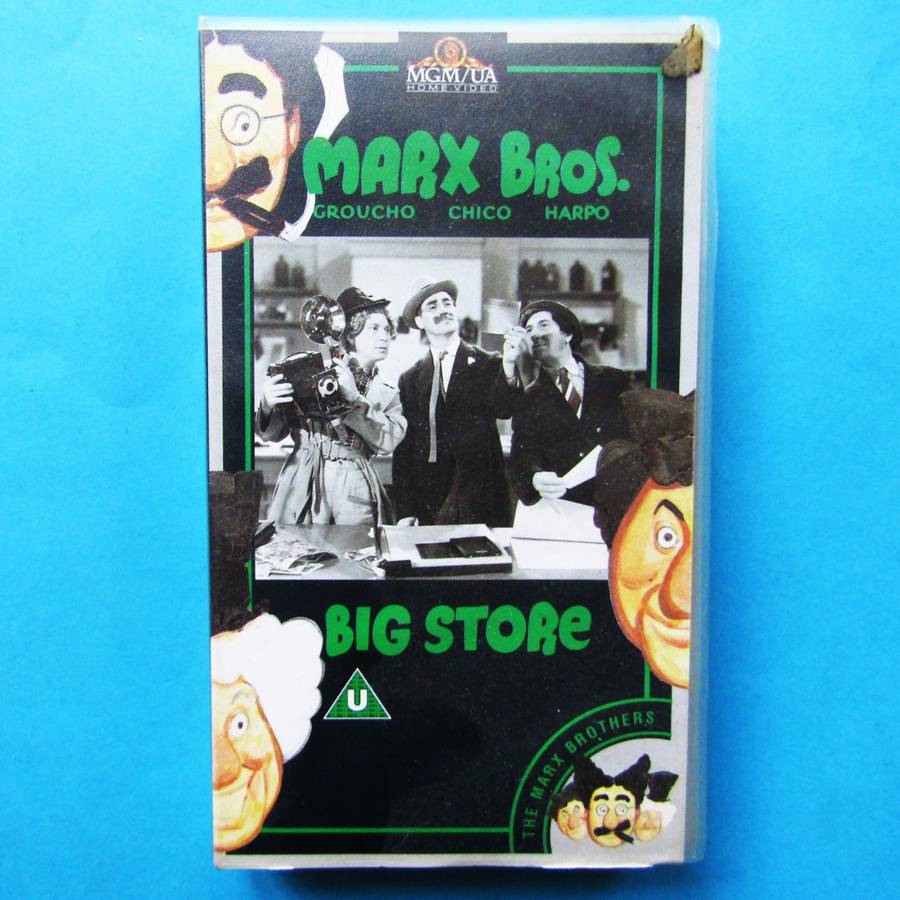 MGM/UA
HOME VIDEO
MARX BROS.
GROUCHO CHICO HARPO
BIG STORE
U
THE MARX BROTHERS